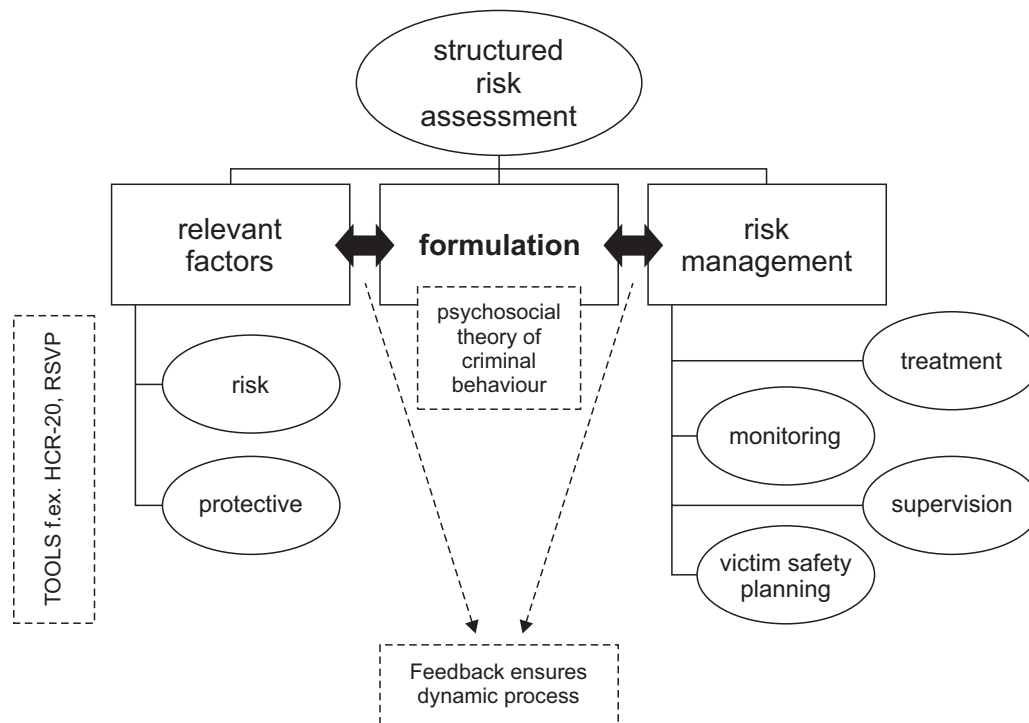 structured
risk
assessment
relevant
factors
formulation
risk
management
psychosocial
theory of
criminal
behaviour
TOOLS f.ex. HCR-20, RSVP
risk
protective
treatment
monitoring
supervision
victim safety
planning
Feedback ensures
dynamic process